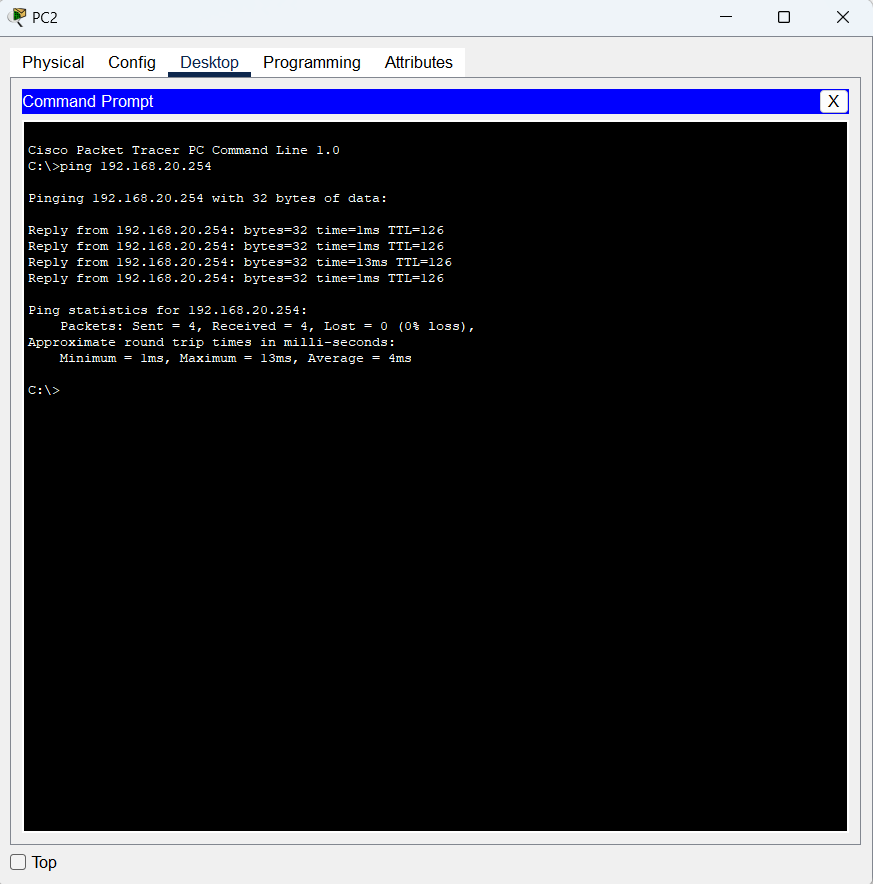 PC2
Physical Config Desktop Programming Attributes
Command Prompt X
Cisco Packet Tracer PC Command Line 1.0
C:\>ping 192.168.20.254
Pinging 192.168.20.254 with 32 bytes of data:
Reply from 192.168.20.254: bytes=32 time=1ms TTL=126
Reply from 192.168.20.254: bytes=32 time=1ms TTL=126
Reply from 192.168.20.254: bytes=32 time=13ms TTL=126
Reply from 192.168.20.254: bytes=32 time=1ms TTL=126
Ping statistics for 192.168.20.254:
Packets: Sent = 4, Received = 4, Lost = 0 (0% loss),
Approximate round trip times in milli-seconds:
Minimum = 1ms, Maximum = 13ms, Average = 4ms
C:\>
Top